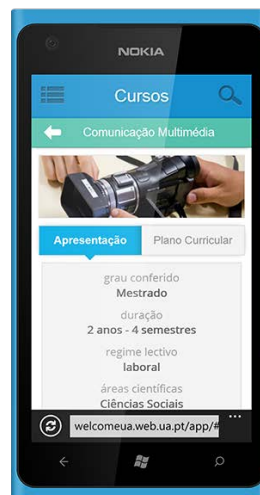 NOKIA
Cursos
Comunicação Multimédia
Apresentação
Plano Curricular
grau conferido
Mestrado
duração
2 anos - 4 semestres
regime lectivo
laboral
áreas científicas
Ciências Sociais
welcomeua.web.ua.pt/app/#